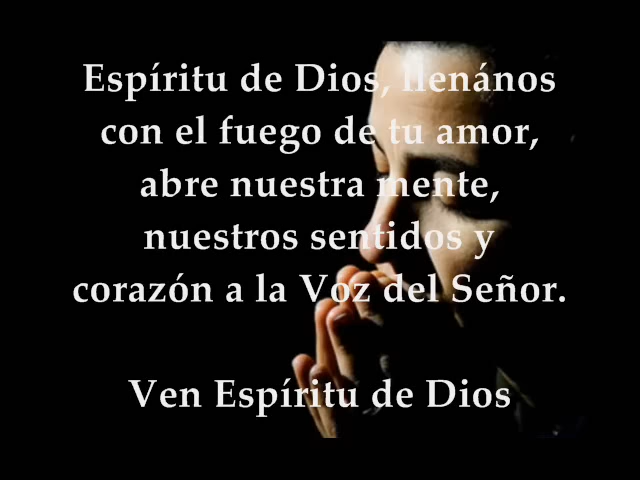 Espíritu de Dios, llenános
con el fuego de tu amor,
abre nuestra mente,
nuestros sentidos y
corazón a la Voz del Señor.
Ven Espíritu de Dios